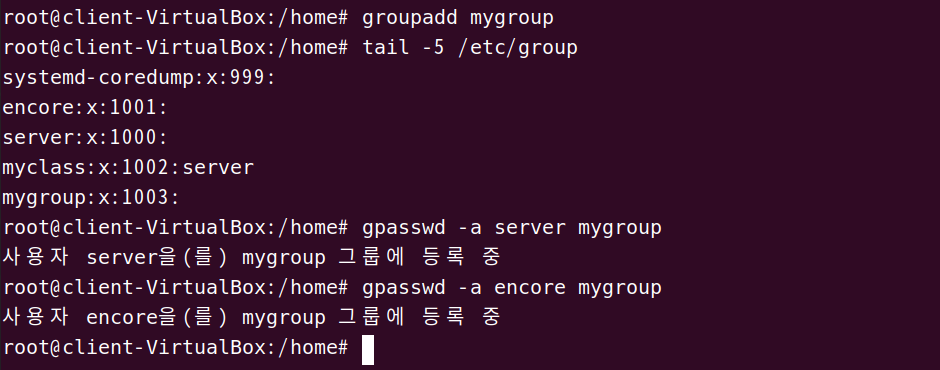 root@client-VirtualBox:/home# groupadd mygroup
root@client-VirtualBox:/home# tail -5 /etc/group
systemd-coredump:x:999:
encore:x:1001:
server:x:1000:
myclass:x:1002:server
mygroup:x:1003:
root@client-VirtualBox:/home# gpasswd -a server mygroup
사용자 server을(를) mygroup 그룹에 등록 중
root@client-VirtualBox:/home# gpasswd -a encore mygroup
사용자 encore을(를) mygroup 그룹에 등록 중
root@client-VirtualBox:/home#